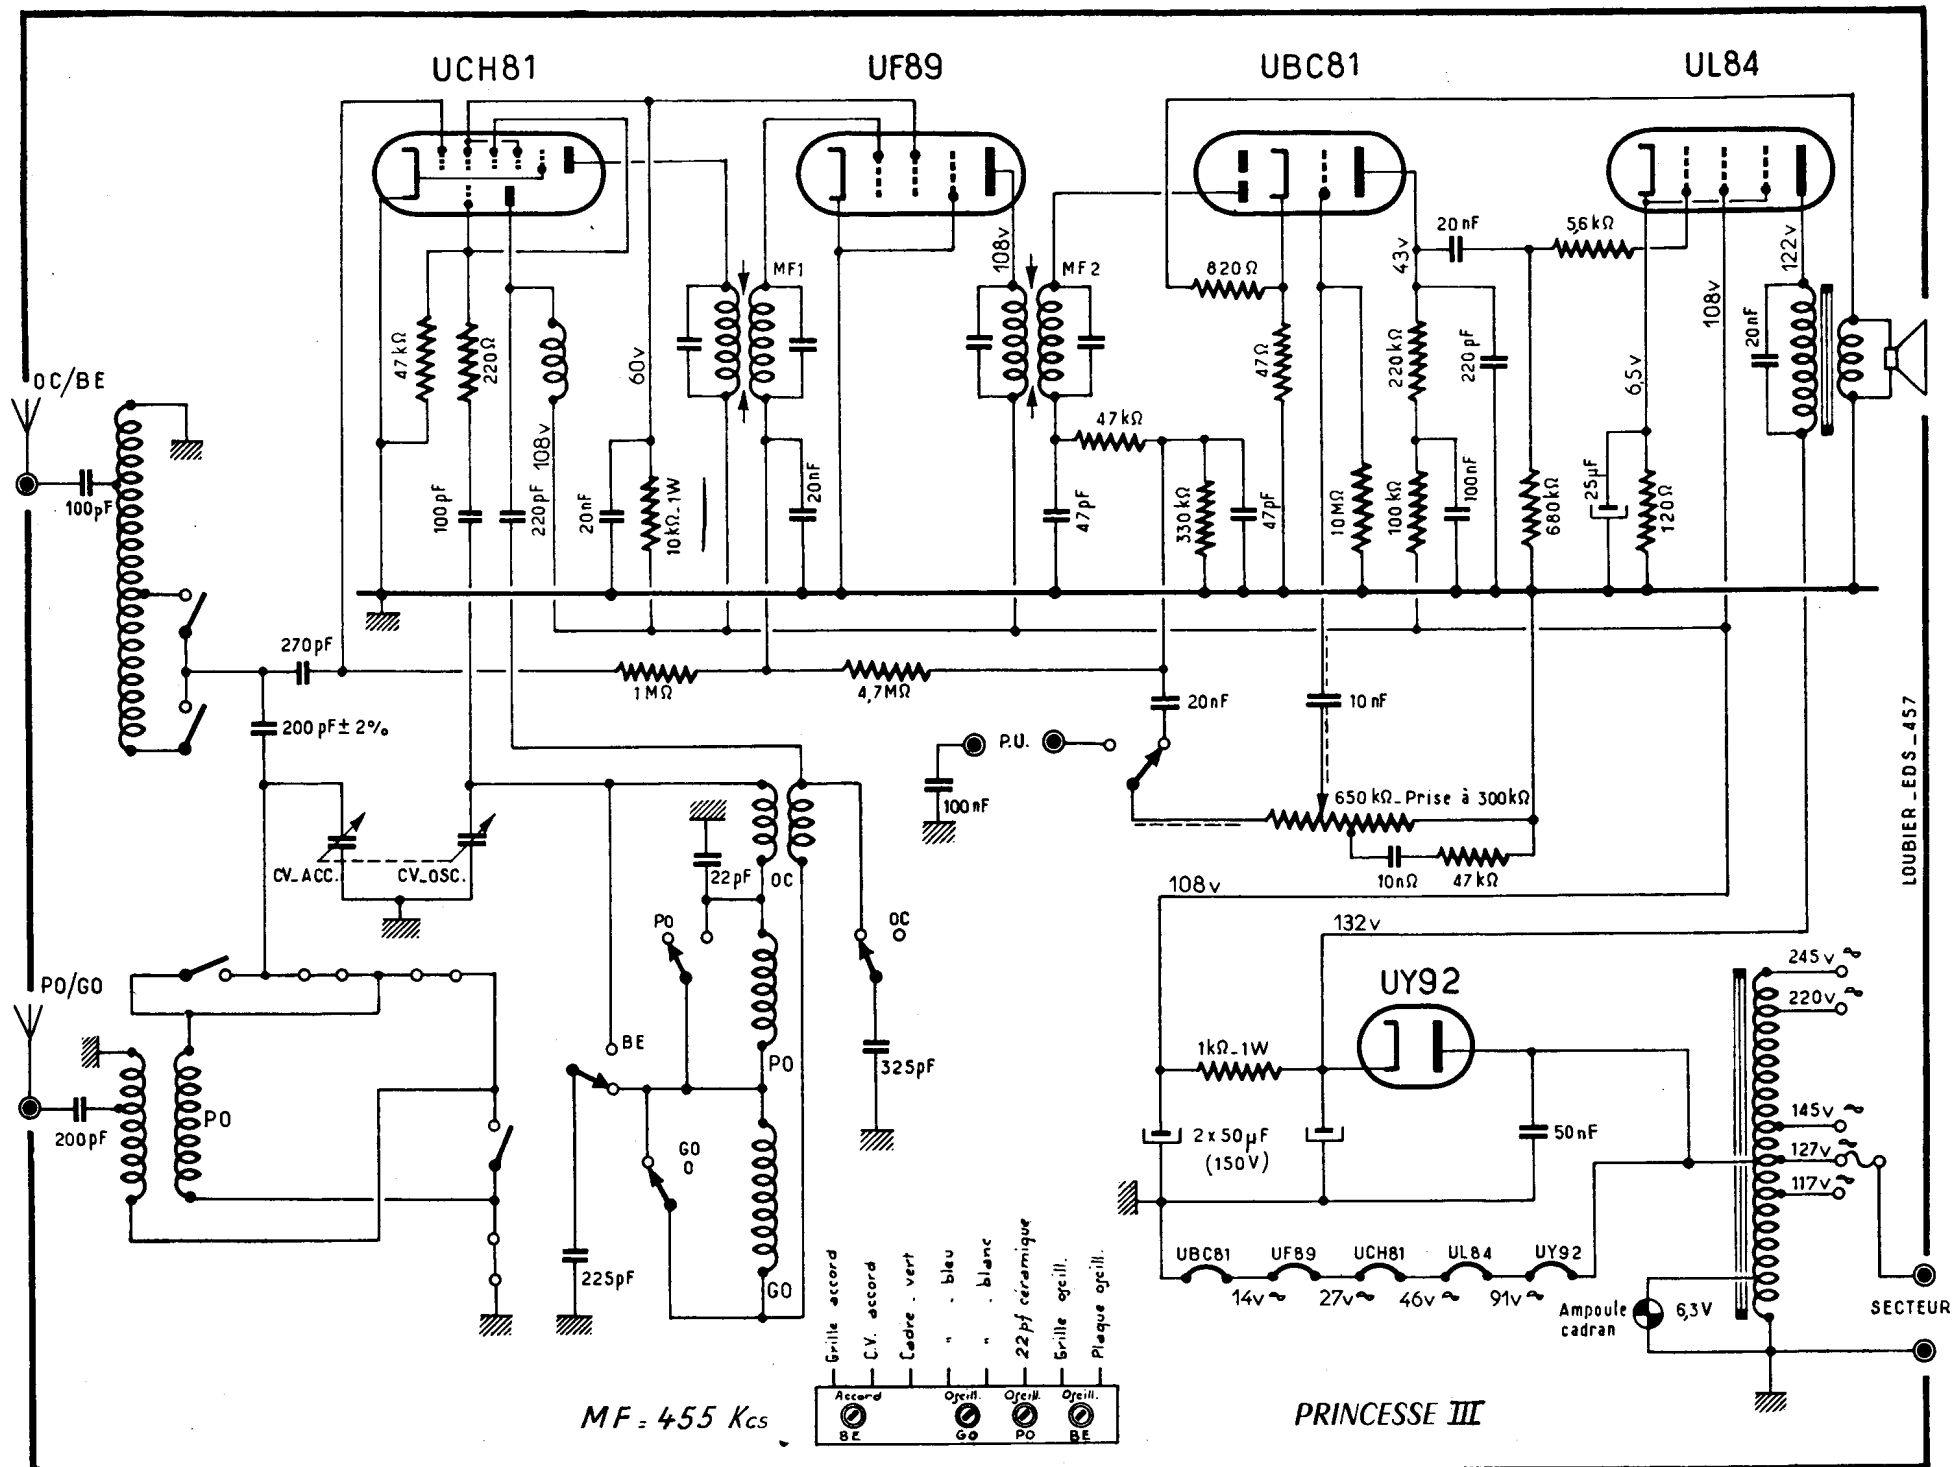 UCH81
UF89
UBC81
UL84
MF1
MF2
108v
43v
20nF
5,6kΩ
122v
820Ω
108v
20nF
47kΩ
220Ω
60v
47Ω
220kΩ
220pF
6,5v
OC/BE
100pF
108v
47kΩ
100pF
220pF
20nF
10kΩ_1W
20nF
47pF
330kΩ
47pF
10MΩ
100kΩ
100nF
680kΩ
25µF
120Ω
270pF
1MΩ
4,7MΩ
200pF±2%
20nF
10nF
P.U.
100nF
650kΩ_Prise à 300kΩ
10nΩ
47kΩ
CV_ACC.
CV_OSC.
22pF
OC
PO
OC
108v
132v
LOUBIER_EDS_457
PO/GO
200pF
PO
BE
PO
325pF
GO
O
225pF
GO
UY92
1kΩ_1W
2x50µF
(150V)
50nF
245v ~
220v ~
145v ~
127v ~
117v ~
UBC81
UF89
UCH81
UL84
UY92
14v ~
27v ~
46v ~
91v ~
Ampoule
cadran
6,3V
SECTEUR
Grille accord
C.V. accord
Cadre . vert
" . bleu
" . blanc
22pf céramique
Grille oscill.
Plaque oscill.
Accord
Oscill.
Oscill.
Oscill.
BE
GO
PO
BE
MF = 455 Kcs
PRINCESSE III